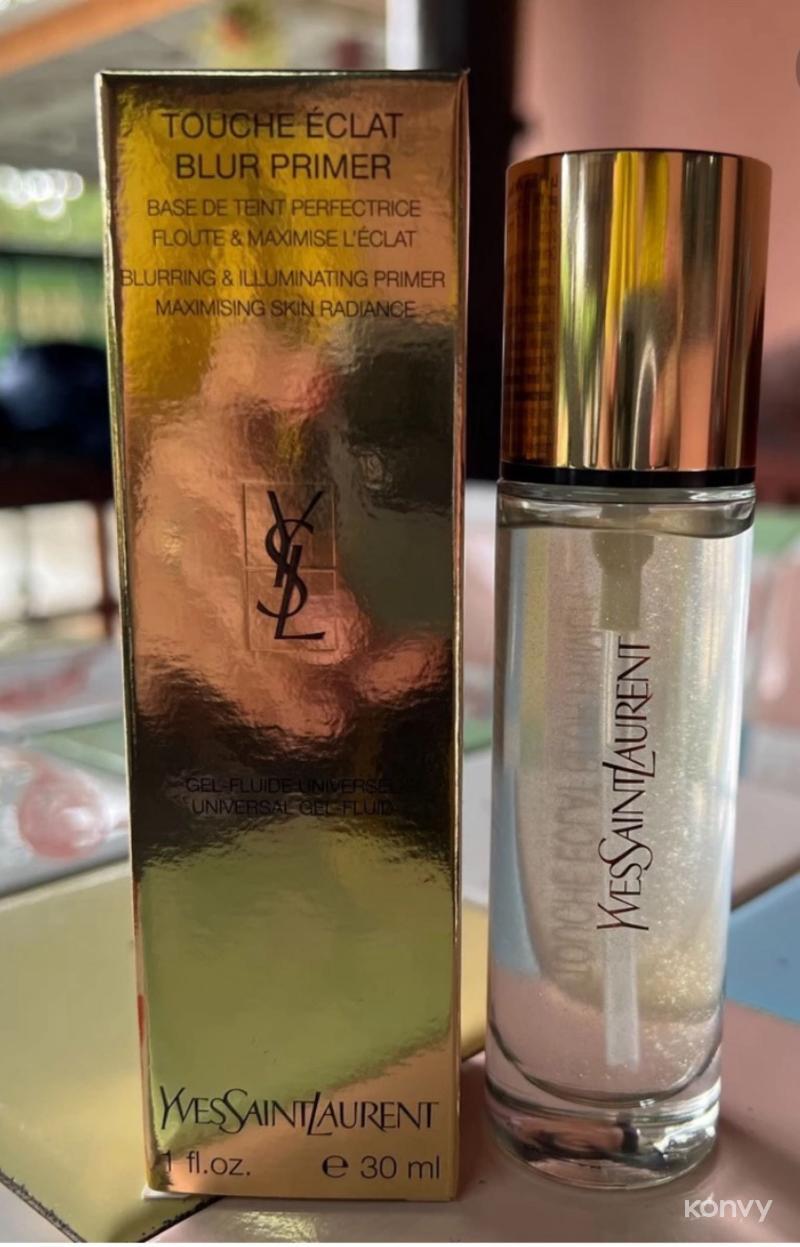 TOUCHE ÉCLAT
BLUR PRIMER
BASE DE TEINT PERFECTRICE
FLOUTE & MAXIMISE L'ÉCLAT
BLURRING & ILLUMINATING PRIMER
MAXIMISING SKIN RADIANCE
YSL
GEL-FLUIDE UNIVERSEL
UNIVERSAL GEL-FLUID
YVESSAINTLAURENT
1 fl.oz. ℮ 30 ml
YVESSAINTLAURENT
konvy